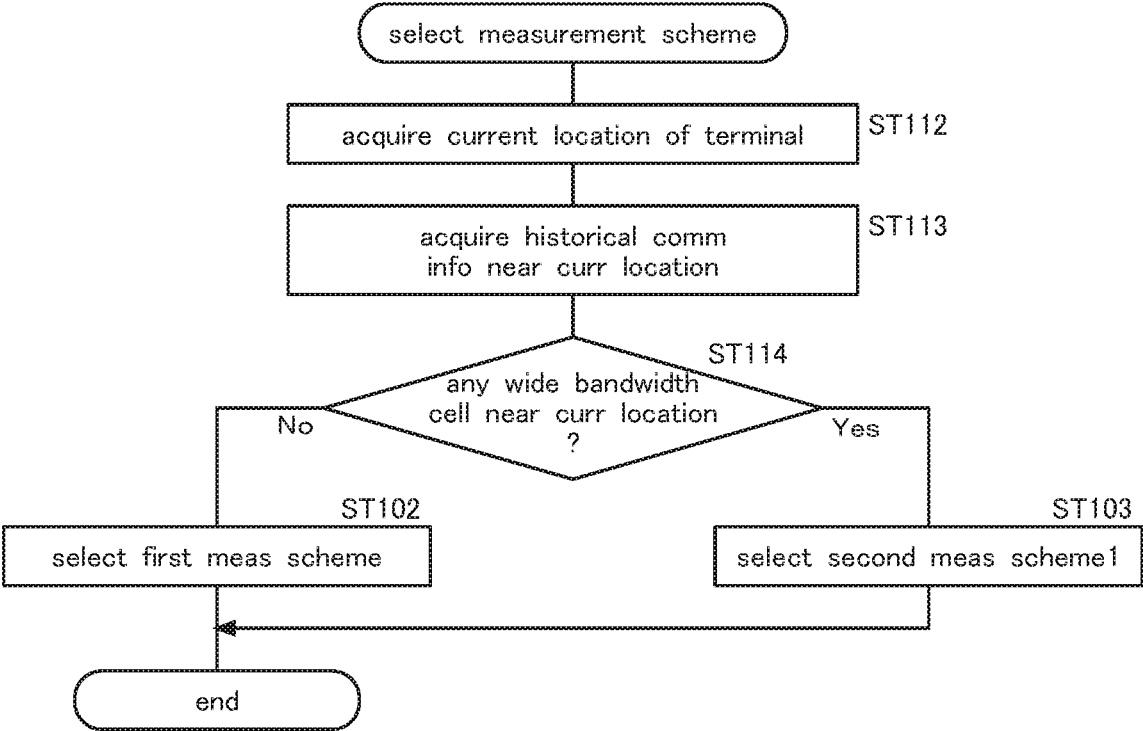 select measurement scheme
acquire current location of terminal
ST112
acquire historical comm
info near curr location
ST113
ST114
any wide bandwidth
cell near curr location
?
No
Yes
ST102
select first meas scheme
ST103
select second meas scheme1
end